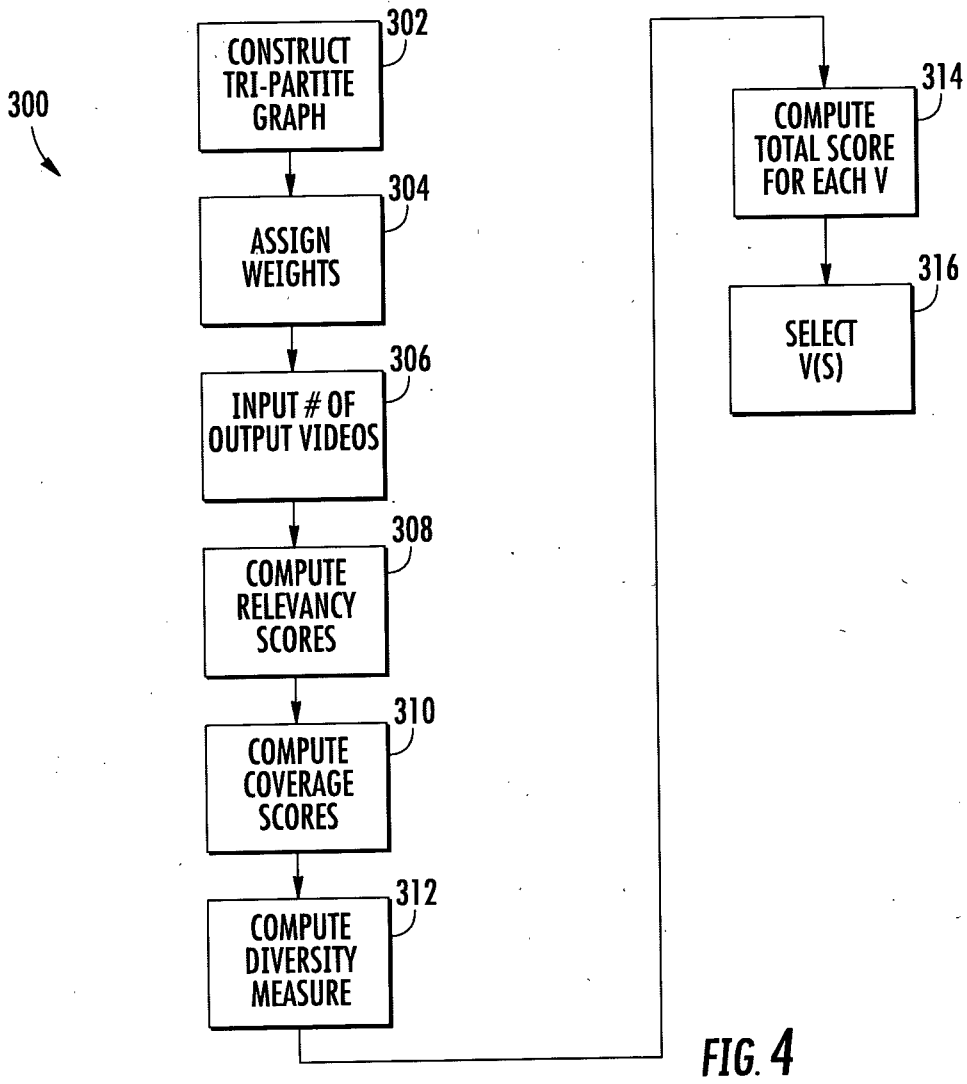 300
302
CONSTRUCT
TRI-PARTITE
GRAPH
304
ASSIGN
WEIGHTS
306
INPUT # OF
OUTPUT VIDEOS
308
COMPUTE
RELEVANCY
SCORES
310
COMPUTE
COVERAGE
SCORES
312
COMPUTE
DIVERSITY
MEASURE
314
COMPUTE
TOTAL SCORE
FOR EACH V
316
SELECT
V(S)
FIG. 4